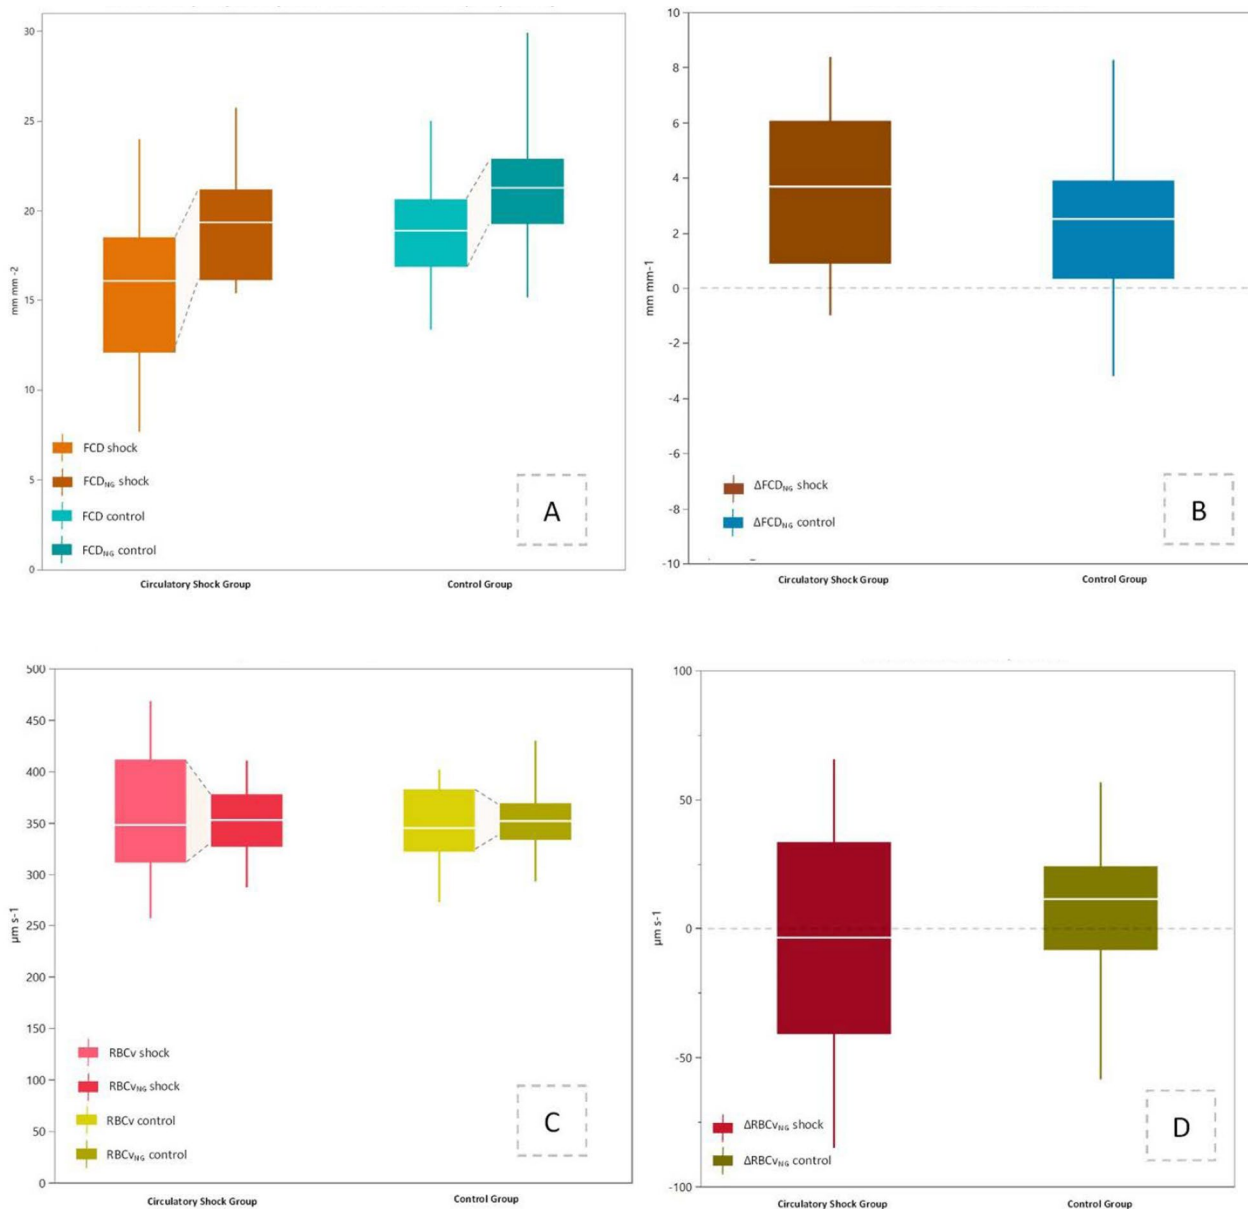 30
25
20
15
10
5
0
mm mm -2
FCD shock
FCDNG shock
FCD control
FCDNG control
A
Circulatory Shock Group
Control Group
10
8
6
4
2
0
-2
-4
-6
-8
-10
mm mm-1
ΔFCDNG shock
ΔFCDNG control
B
Circulatory Shock Group
Control Group
500
450
400
350
300
250
200
150
100
50
0
µm s-1
RBCv shock
RBCvNG shock
RBCv control
RBCvNG control
C
Circulatory Shock Group
Control Group
100
50
0
-50
-100
µm s-1
ΔRBCvNG shock
ΔRBCvNG control
D
Circulatory Shock Group
Control Group